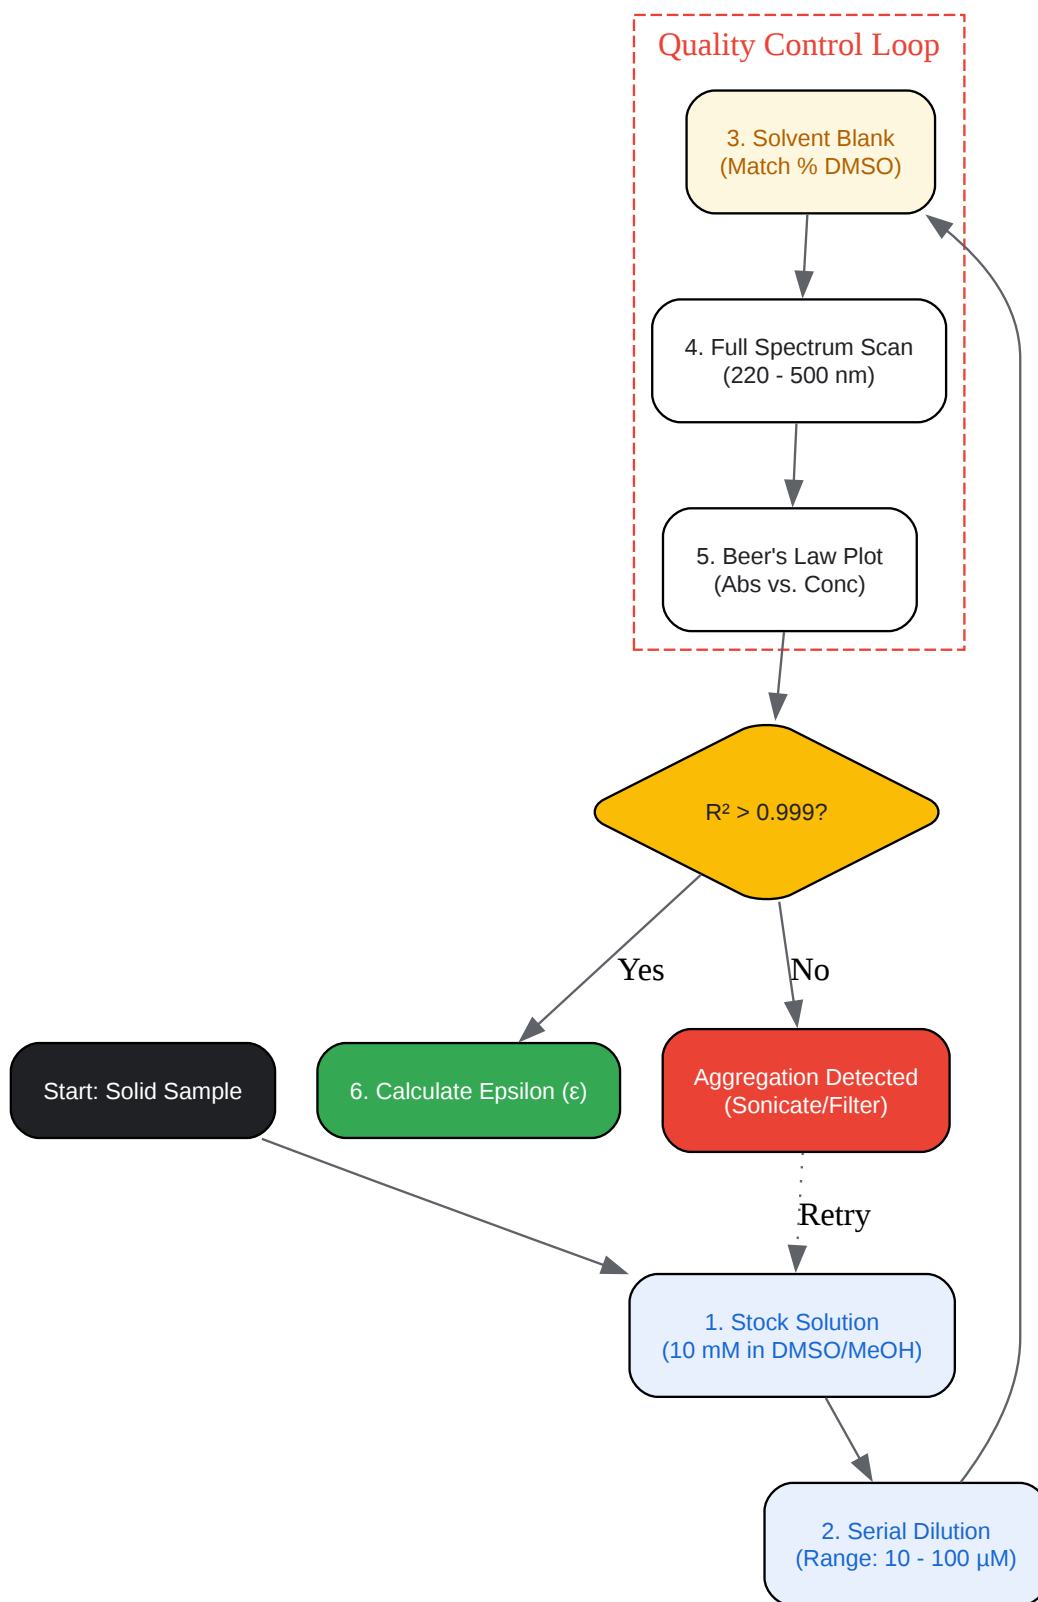 Quality Control Loop
3. Solvent Blank
(Match % DMSO)
4. Full Spectrum Scan
(220 - 500 nm)
5. Beer's Law Plot
(Abs vs. Conc)
R² > 0.999?
Yes
No
Start: Solid Sample
6. Calculate Epsilon (ε)
Aggregation Detected
(Sonicate/Filter)
Retry
1. Stock Solution
(10 mM in DMSO/MeOH)
2. Serial Dilution
(Range: 10 - 100 µM)